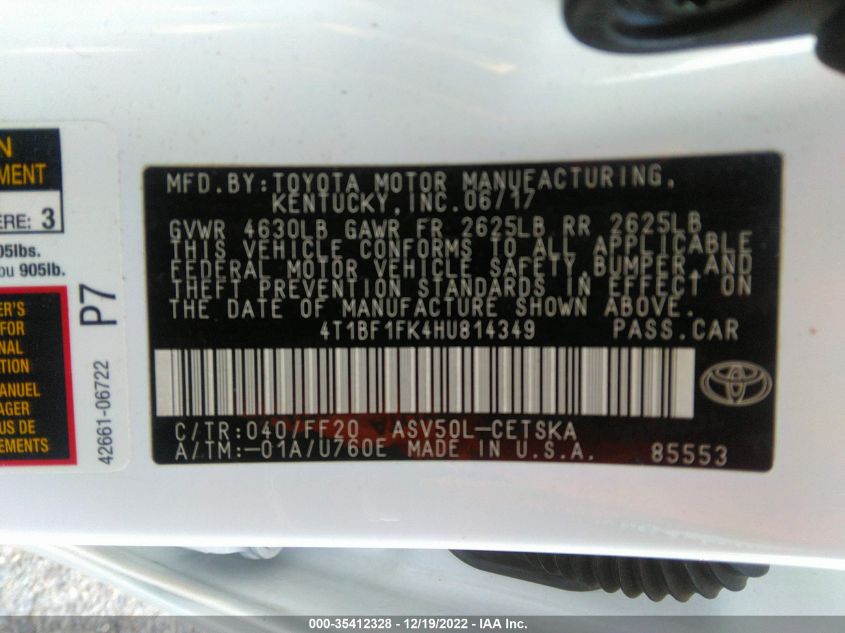 N
EMENT
ERE: 3
05lbs.
ou 905lb.
ER'S
FOR
NAL
TION
MANUEL
AGER
US DE
NTS
P7
42661-06722
MFD.BY:TOYOTA MOTOR MANUFACTURING,
KENTUCKY,INC.06/17
GVWR 4630LB GAWR FR 2625LB RR 2625LB
THIS VEHICLE CONFORMS TO ALL APPLICABLE
FEDERAL MOTOR VEHICLE SAFETY,BUMPER,AND
THEFT PREVENTION STANDARDS IN EFFECT ON
THE DATE OF MANUFACTURE SHOWN ABOVE.
4T1BF1FK4HU814349 PASS.CAR
C/TR:040/FF20 ASV50L-CETSKA
A/TM:-01A/U760E MADE IN U.S.A. 85553
000-35412328 - 12/19/2022 - IAA Inc.